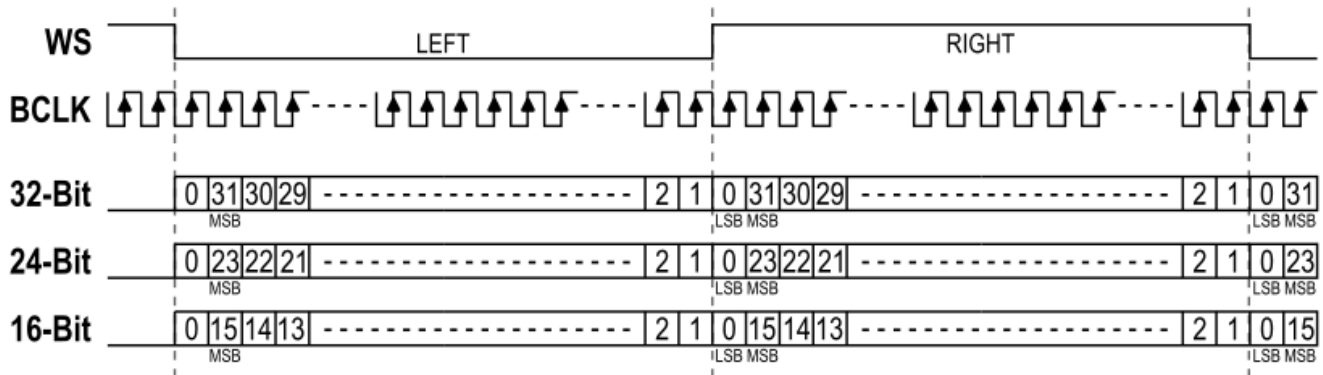 WS LEFT RIGHT
BCLK
32-Bit 0 31 30 29 2 1 0 31 30 29 2 1 0 31
MSB LSB MSB LSB MSB
24-Bit 0 23 22 21 2 1 0 23 22 21 2 1 0 23
MSB LSB MSB LSB MSB
16-Bit 0 15 14 13 2 1 0 15 14 13 2 1 0 15
MSB LSB MSB LSB MSB